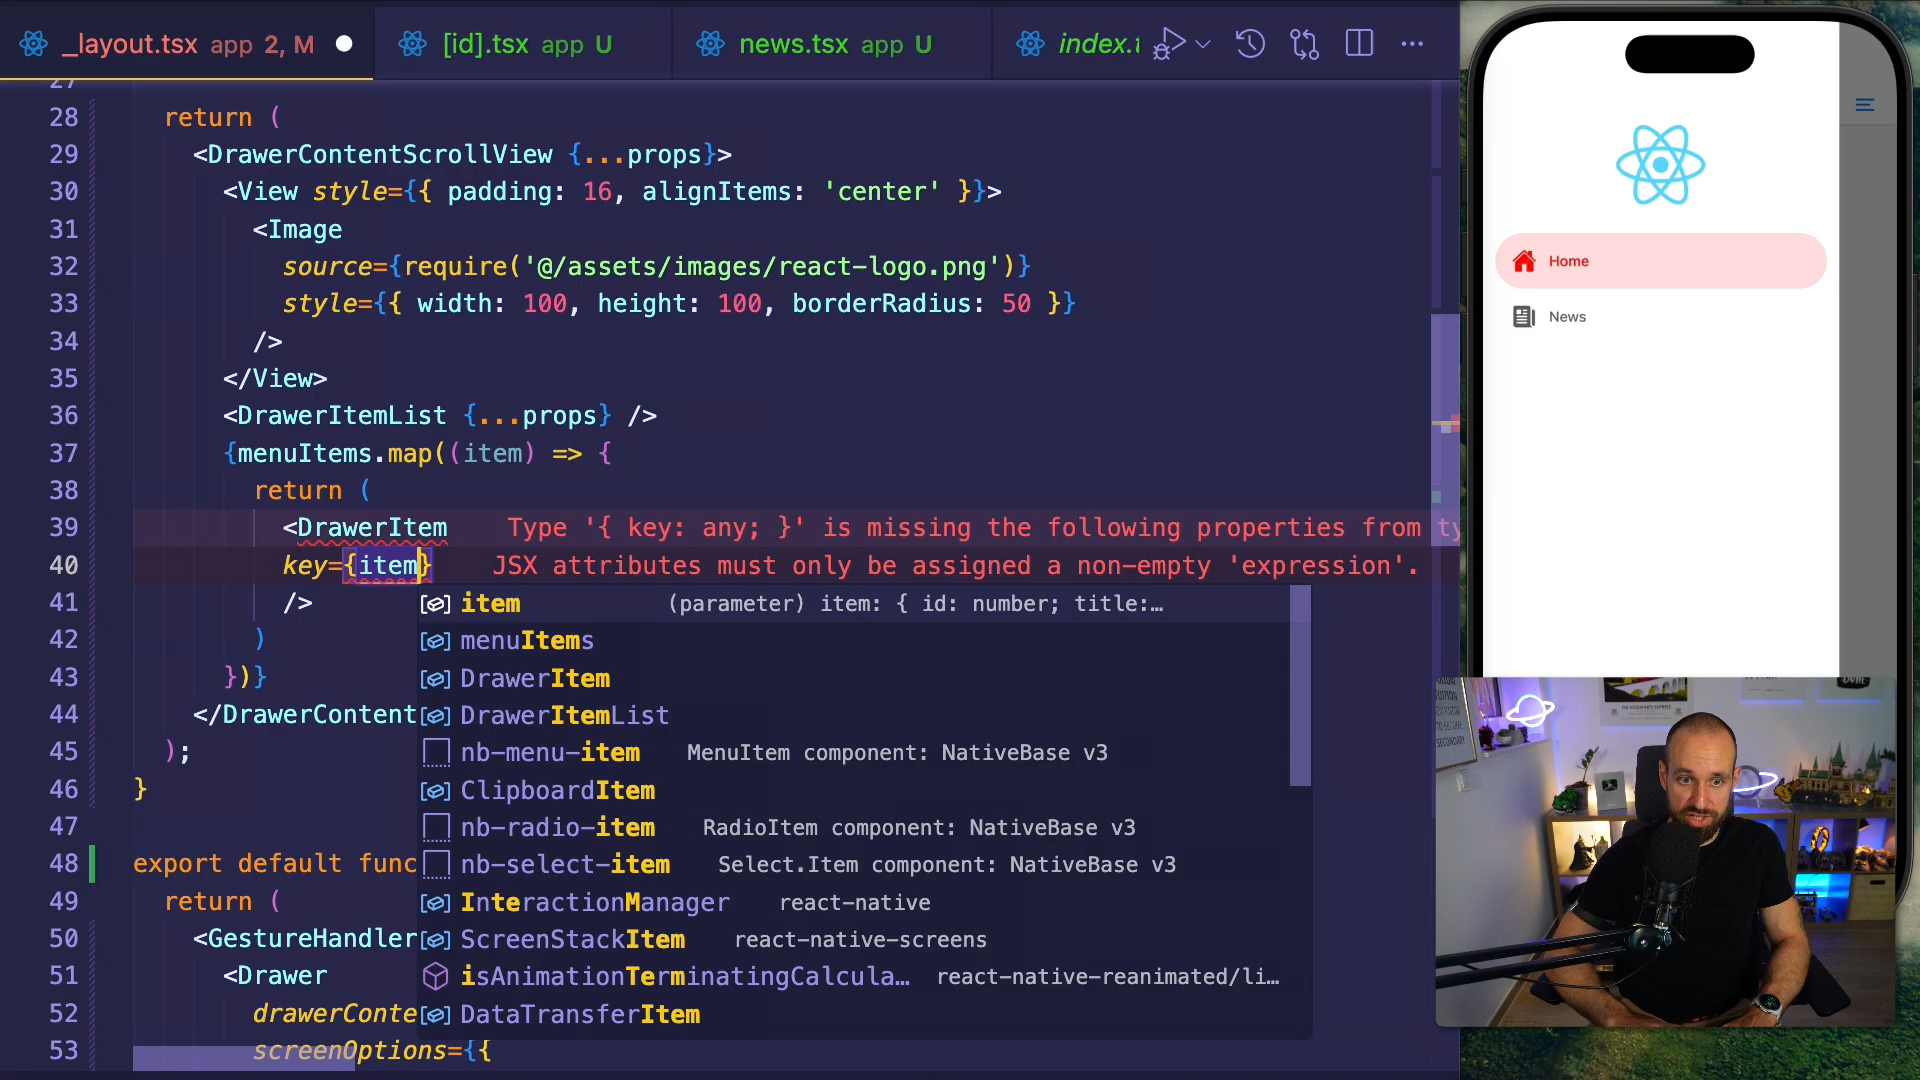 _layout.tsx app 2, M
[id].tsx app U
news.tsx app U
index.t
27
28 return (
29 <DrawerContentScrollView {...props}>
30 <View style={{ padding: 16, alignItems: 'center' }}>
31 <Image
32 source={require('@/assets/images/react-logo.png')}
33 style={{ width: 100, height: 100, borderRadius: 50 }}
34 />
35 </View>
36 <DrawerItemList {...props} />
37 {menuItems.map((item) => {
38 return (
39 <DrawerItem Type '{ key: any; }' is missing the following properties from ty
40 key={item} JSX attributes must only be assigned a non-empty 'expression'.
41 />
42 )
43 })}
44 </DrawerContent
45 );
46 }
47
48 export default func
49 return (
50 <GestureHandler
51 <Drawer
52 drawerConte
53 screenOptions={{
item (parameter) item: { id: number; title:…
menuItems
DrawerItem
DrawerItemList
nb-menu-item MenuItem component: NativeBase v3
ClipboardItem
nb-radio-item RadioItem component: NativeBase v3
nb-select-item Select.Item component: NativeBase v3
InteractionManager react-native
ScreenStackItem react-native-screens
isAnimationTerminatingCalcula... react-native-reanimated/li...
DataTransferItem
Home
News